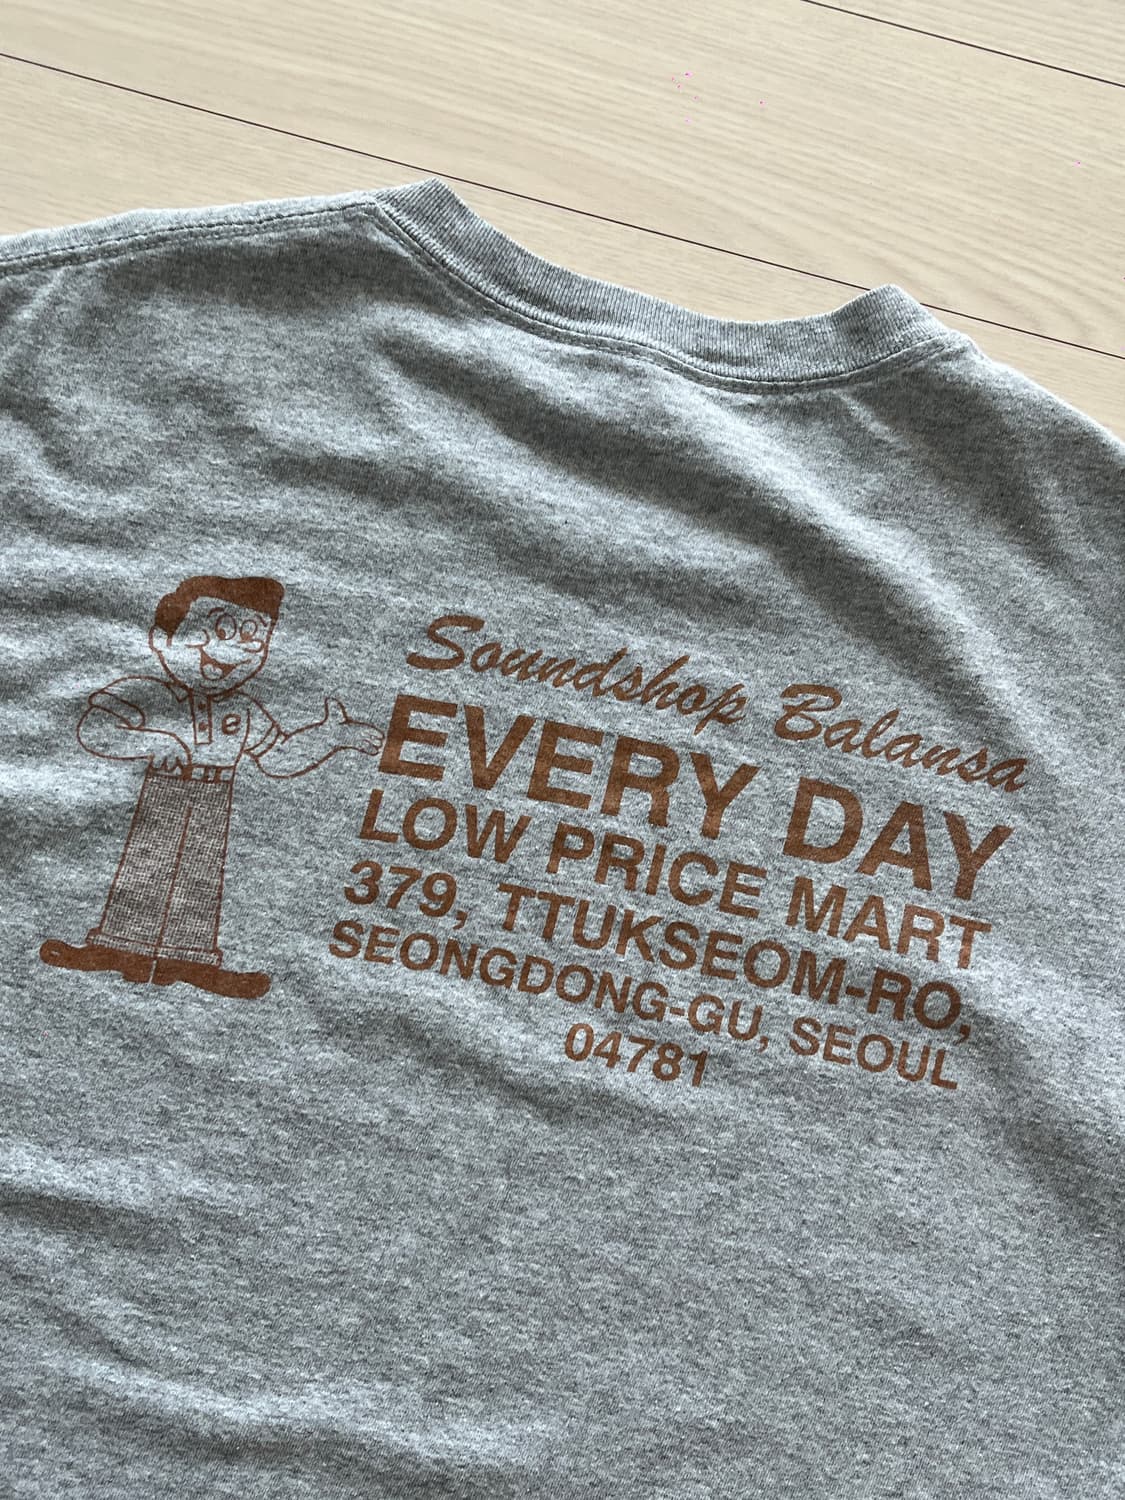 Soundshop Balansa
EVERY DAY
LOW PRICE MART
379, TTUKSEOM-RO,
SEONGDONG-GU, SEOUL
04781
e